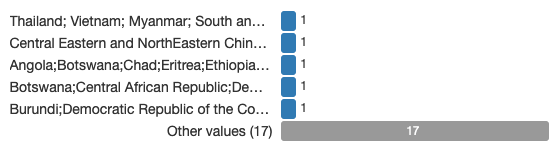 Thailand; Vietnam; Myanmar; South an... 1
Central Eastern and NorthEastern Chin... 1
Angola;Botswana;Chad;Eritrea;Ethiopia... 1
Botswana;Central African Republic;De... 1
Burundi;Democratic Republic of the Co... 1
Other values (17) 17